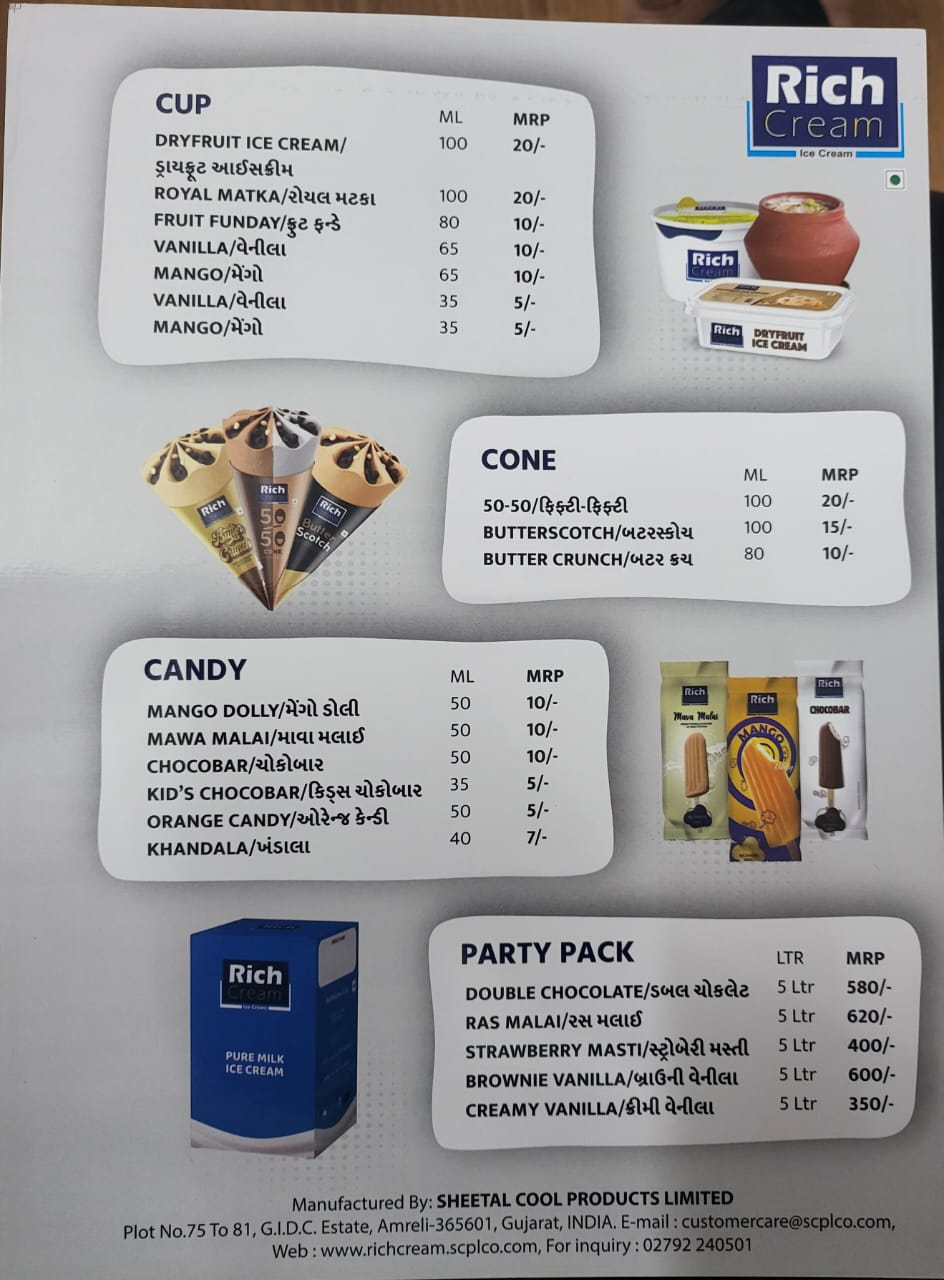 Rich
Cream
Ice Cream
CUP
ML MRP
DRYFRUIT ICE CREAM/ 100 20/-
ડ્રાયફ્રૂટ આઈસક્રીમ
ROYAL MATKA/રોયલ મટકા 100 20/-
FRUIT FUNDAY/ફ્રુટ ફન્ડે 80 10/-
VANILLA/વેનીલા 65 10/-
MANGO/મેંગો 65 10/-
VANILLA/વેનીલા 35 5/-
MANGO/મેંગો 35 5/-
Rich
Cream
Rich
DRYFRUIT
ICE CREAM
Rich
Butter
Crunch
Rich
50
50
CONE
Rich
Butter
Scotch
CONE
ML MRP
50-50/ફિફ્ટી-ફિફ્ટી 100 20/-
BUTTERSCOTCH/બટરસ્કોચ 100 15/-
BUTTER CRUNCH/બટર ક્રચ 80 10/-
CANDY
ML MRP
MANGO DOLLY/મેંગો ડોલી 50 10/-
MAWA MALAI/માવા મલાઈ 50 10/-
CHOCOBAR/ચોકોબાર 50 10/-
KID'S CHOCOBAR/કિડ્સ ચોકોબાર 35 5/-
ORANGE CANDY/ઓરેન્જ કેન્ડી 50 5/-
KHANDALA/ખંડાલા 40 7/-
Rich
Mava Malai
Rich
MANGO
Rich
CHOCOBAR
Rich
Cream
Ice Cream
PURE MILK
ICE CREAM
PARTY PACK
LTR MRP
DOUBLE CHOCOLATE/ડબલ ચોકલેટ 5 Ltr 580/-
RAS MALAI/રસ મલાઈ 5 Ltr 620/-
STRAWBERRY MASTI/સ્ટ્રોબેરી મસ્તી 5 Ltr 400/-
BROWNIE VANILLA/બ્રાઉની વેનીલા 5 Ltr 600/-
CREAMY VANILLA/ક્રીમી વેનીલા 5 Ltr 350/-
Manufactured By: SHEETAL COOL PRODUCTS LIMITED
Plot No.75 To 81, G.I.D.C. Estate, Amreli-365601, Gujarat, INDIA. E-mail : customercare@scplco.com,
Web : www.richcream.scplco.com, For inquiry : 02792 240501